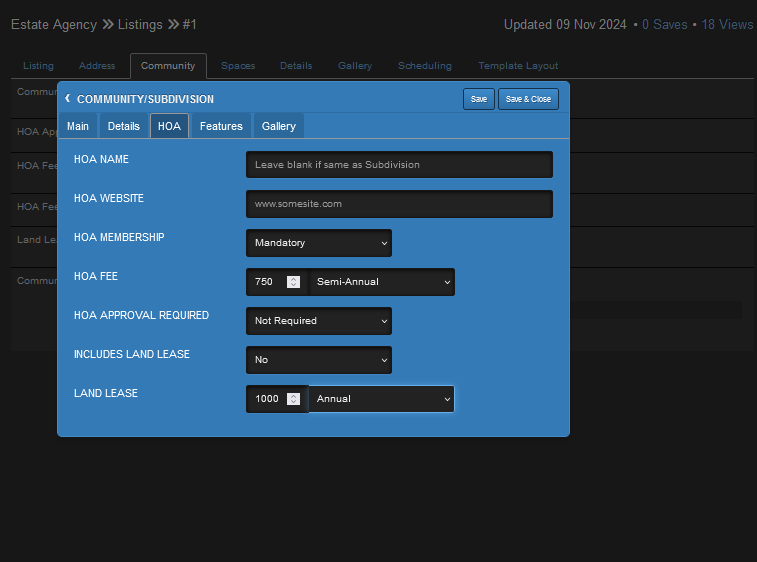 Estate Agency » Listings » #1
Updated 09 Nov 2024 • 0 Saves • 18 Views
Listing Address Community Spaces Details Gallery Scheduling Template Layout
‹ COMMUNITY/SUBDIVISION Save Save & Close
Main Details HOA Features Gallery
HOA NAME Leave blank if same as Subdivision
HOA WEBSITE www.somesite.com
HOA MEMBERSHIP Mandatory
HOA FEE 750 Semi-Annual
HOA APPROVAL REQUIRED Not Required
INCLUDES LAND LEASE No
LAND LEASE 1000 Annual
HOA
HOA Fe
HOA Fe
Land Le